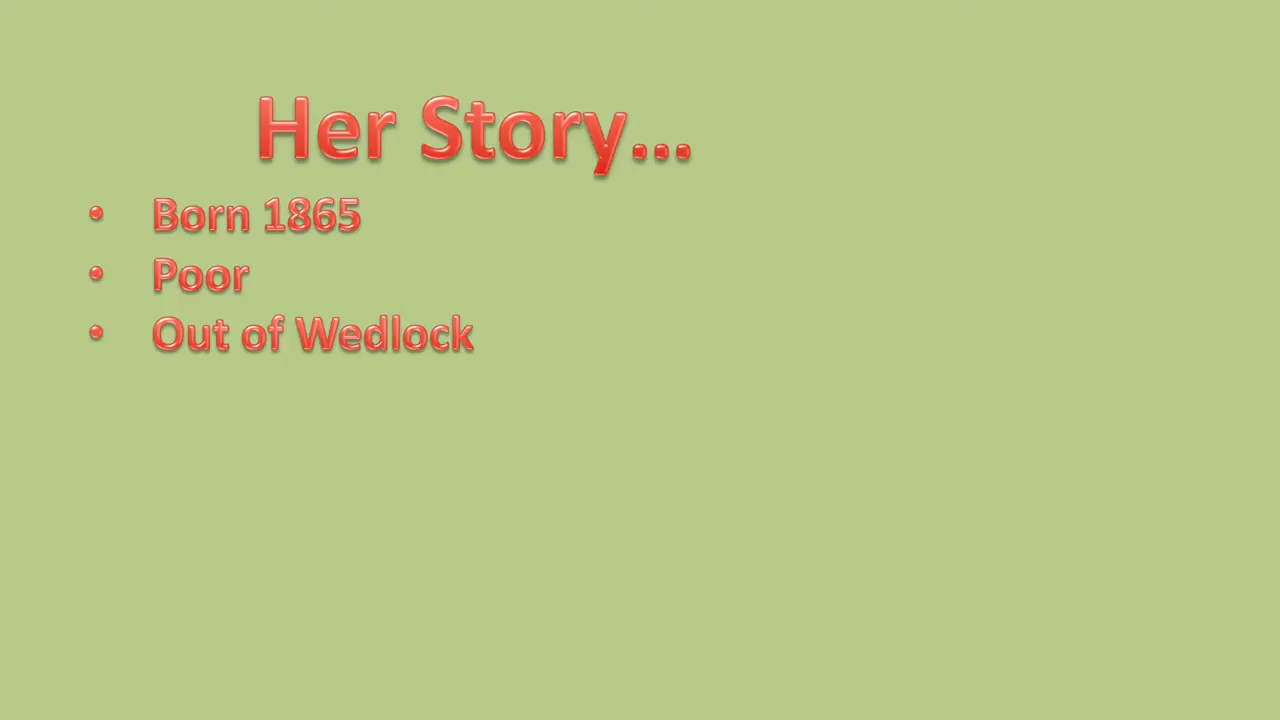 Her Story...
• Born 1865
• Poor
• Out of Wedlock